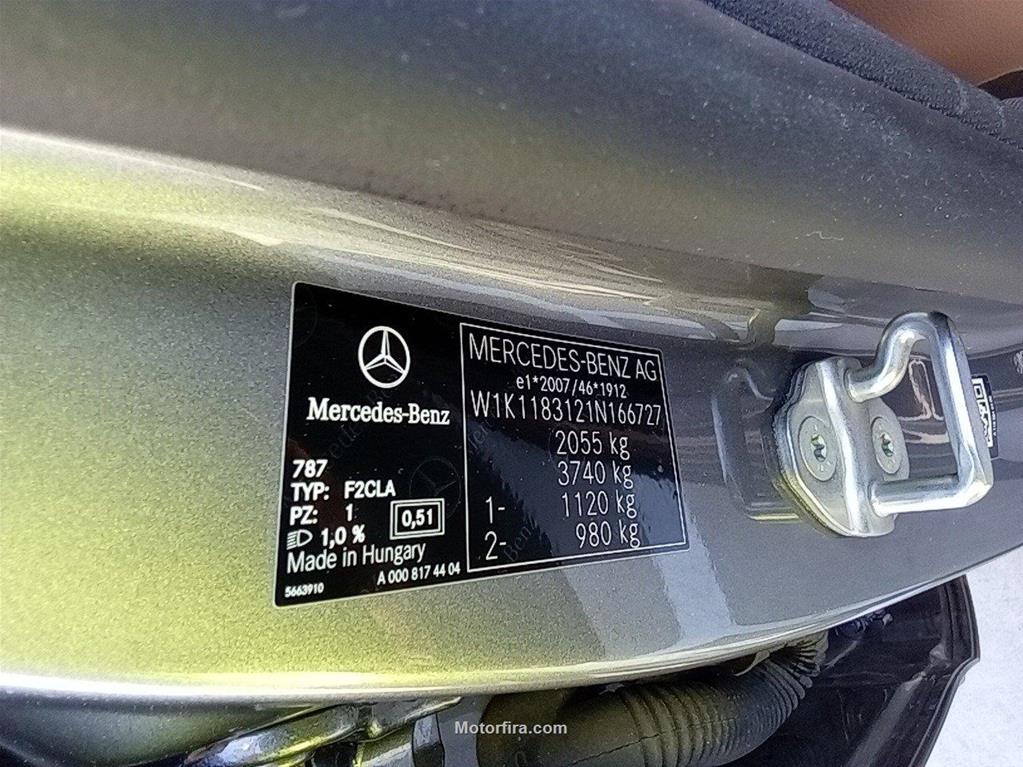 Mercedes-Benz
787
TYP: F2CLA
PZ: 1
0,51
1,0 %
Made in Hungary
A 000 817 44 04
5663910
MERCEDES-BENZ AG
e1*2007/46*1912
W1K1183121N166727
2055 kg
3740 kg
1- 1120 kg
2- 980 kg
Motorfira.com